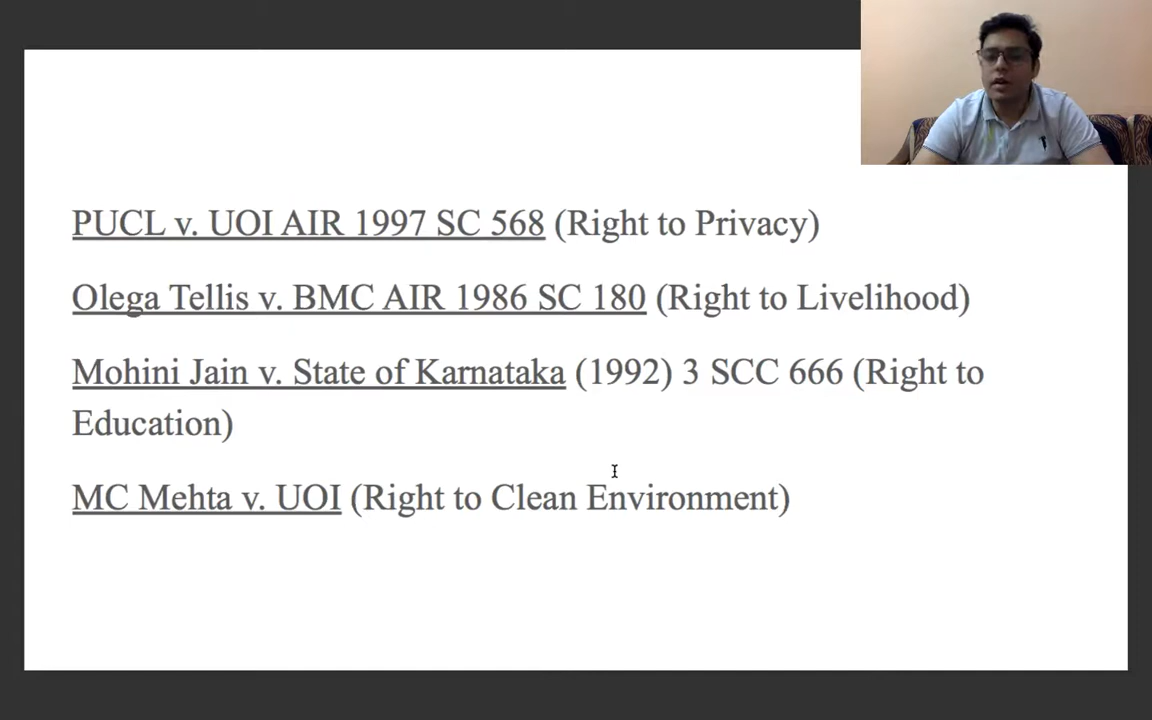 PUCL v. UOI AIR 1997 SC 568 (Right to Privacy)
Olega Tellis v. BMC AIR 1986 SC 180 (Right to Livelihood)
Mohini Jain v. State of Karnataka (1992) 3 SCC 666 (Right to
Education)
MC Mehta v. UOI (Right to Clean Environment)